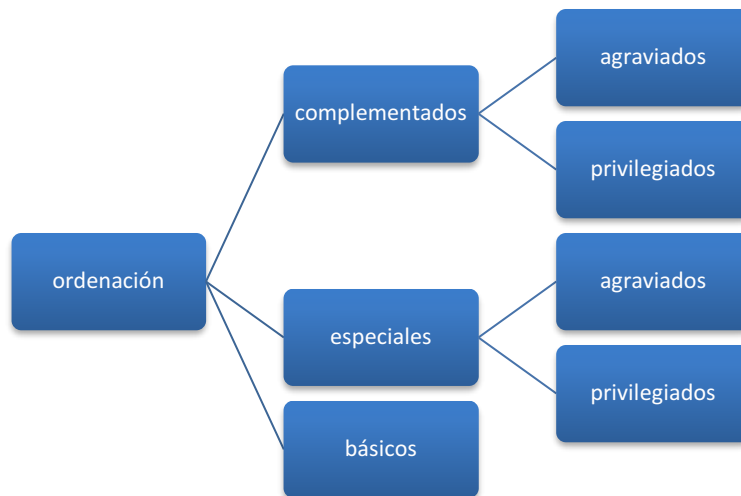 ordenación
complementados
agraviados
privilegiados
especiales
agraviados
privilegiados
básicos